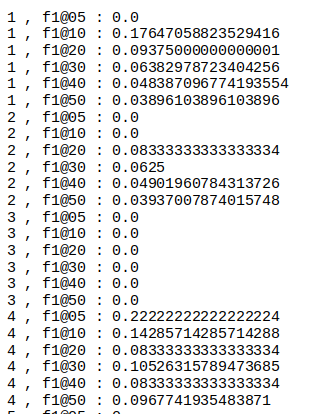 1 , f1@05 : 0.0
1 , f1@10 : 0.17647058823529416
1 , f1@20 : 0.09375000000000001
1 , f1@30 : 0.06382978723404256
1 , f1@40 : 0.048387096774193554
1 , f1@50 : 0.03896103896103896
2 , f1@05 : 0.0
2 , f1@10 : 0.0
2 , f1@20 : 0.08333333333333334
2 , f1@30 : 0.0625
2 , f1@40 : 0.04901960784313726
2 , f1@50 : 0.03937007874015748
3 , f1@05 : 0.0
3 , f1@10 : 0.0
3 , f1@20 : 0.0
3 , f1@30 : 0.0
3 , f1@40 : 0.0
3 , f1@50 : 0.0
4 , f1@05 : 0.22222222222222224
4 , f1@10 : 0.14285714285714288
4 , f1@20 : 0.08333333333333334
4 , f1@30 : 0.10526315789473685
4 , f1@40 : 0.08333333333333334
4 , f1@50 : 0.0967741935483871